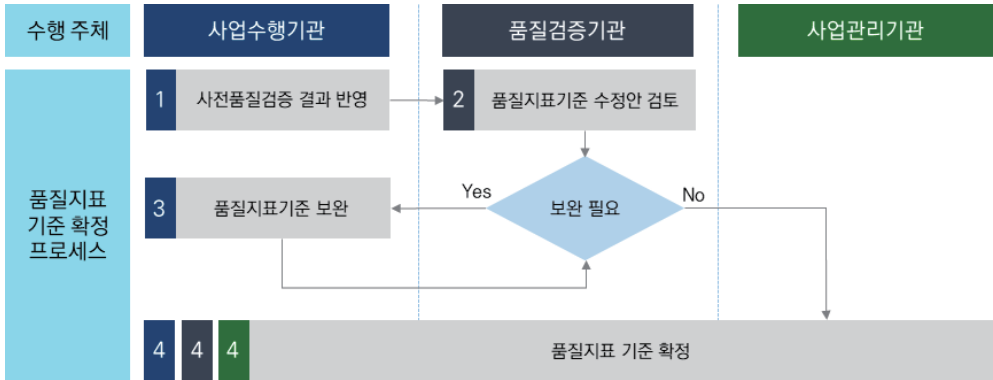 수행 주체
사업수행기관
품질검증기관
사업관리기관
품질지표
기준 확정
프로세스
1
사전품질검증 결과 반영
2
품질지표기준 수정안 검토
3
품질지표기준 보완
Yes
보완 필요
No
4
4
4
품질지표 기준 확정